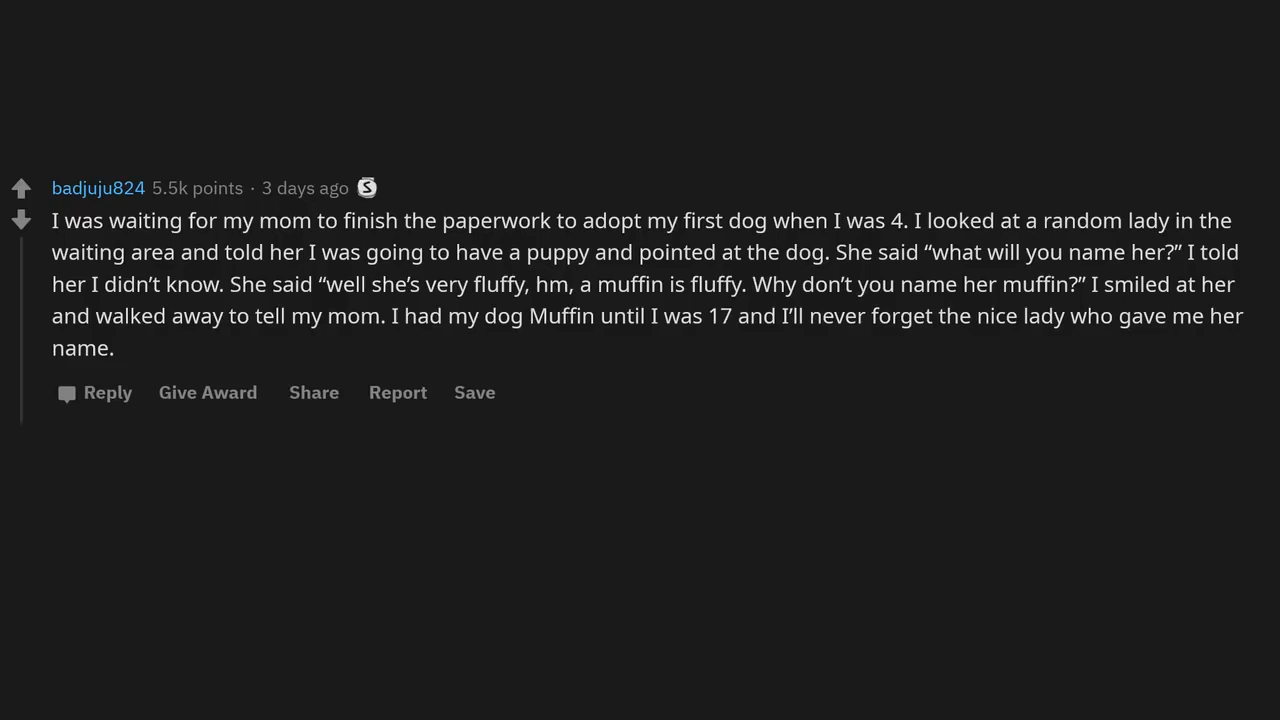 badjuju824 5.5k points · 3 days ago
I was waiting for my mom to finish the paperwork to adopt my first dog when I was 4. I looked at a random lady in the
waiting area and told her I was going to have a puppy and pointed at the dog. She said “what will you name her?” I told
her I didn’t know. She said “well she’s very fluffy, hm, a muffin is fluffy. Why don’t you name her muffin?” I smiled at her
and walked away to tell my mom. I had my dog Muffin until I was 17 and I’ll never forget the nice lady who gave me her
name.
Reply Give Award Share Report Save